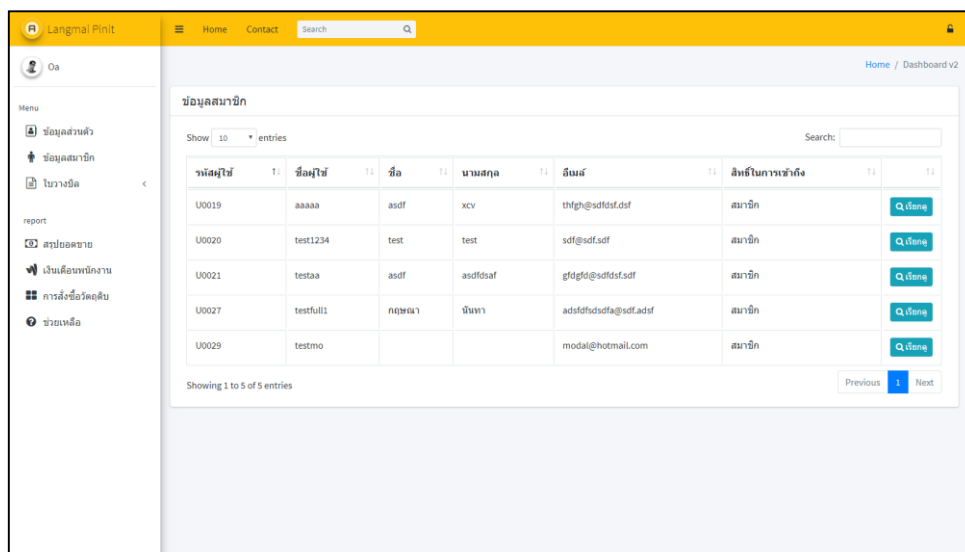 Langmai Pinit
Home Contact Search
Oa
Home / Dashboard v2
Menu
ข้อมูลส่วนตัว
ข้อมูลสมาชิก
ใบวางบิล
report
สรุปยอดขาย
เงินเดือนพนักงาน
การสั่งซื้อวัตถุดิบ
ช่วยเหลือ
ข้อมูลสมาชิก
Show 10 entries Search:
รหัสผู้ใช้ ชื่อผู้ใช้ ชื่อ นามสกุล อีเมล์ สิทธิ์ในการเข้าถึง
U0019 aaaaa asdf xcv thfgh@sdfdsf.dsf สมาชิก เรียกดู
U0020 test1234 test test sdf@sdf.sdf สมาชิก เรียกดู
U0021 testaa asdf asdfdsaf gfdgfd@sdfdsf.sdf สมาชิก เรียกดู
U0027 testfull1 กฤษณา นันทา adsfdfsdsdfa@sdf.adsf สมาชิก เรียกดู
U0029 testmo modal@hotmail.com สมาชิก เรียกดู
Showing 1 to 5 of 5 entries
Previous 1 Next